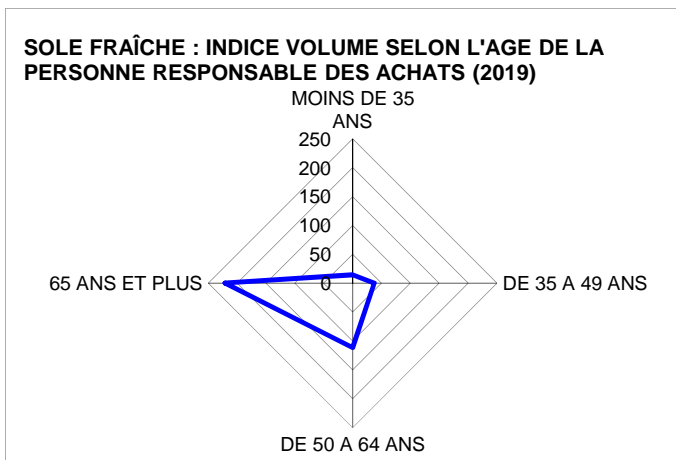 SOLE FRAÎCHE : INDICE VOLUME SELON L'AGE DE LA
PERSONNE RESPONSABLE DES ACHATS (2019)
MOINS DE 35
ANS
250
200
150
100
50
0
65 ANS ET PLUS
DE 35 A 49 ANS
DE 50 A 64 ANS